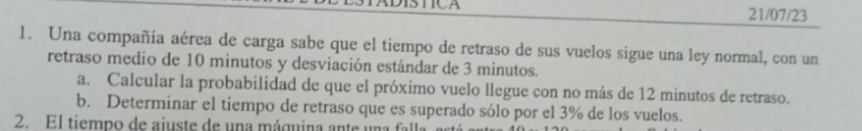 ESTADÍSTICA
21/07/23
1. Una compañía aérea de carga sabe que el tiempo de retraso de sus vuelos sigue una ley normal, con un
retraso medio de 10 minutos y desviación estándar de 3 minutos.
a. Calcular la probabilidad de que el próximo vuelo llegue con no más de 12 minutos de retraso.
b. Determinar el tiempo de retraso que es superado sólo por el 3% de los vuelos.
2. El tiempo de ajuste de una máquina ante una falla